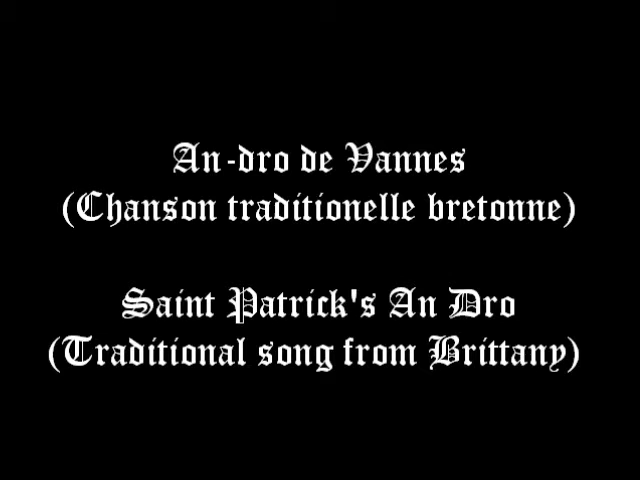 An-dro de Vannes
(Chanson traditionelle bretonne)
Saint Patrick's An Dro
(Traditional song from Brittany)